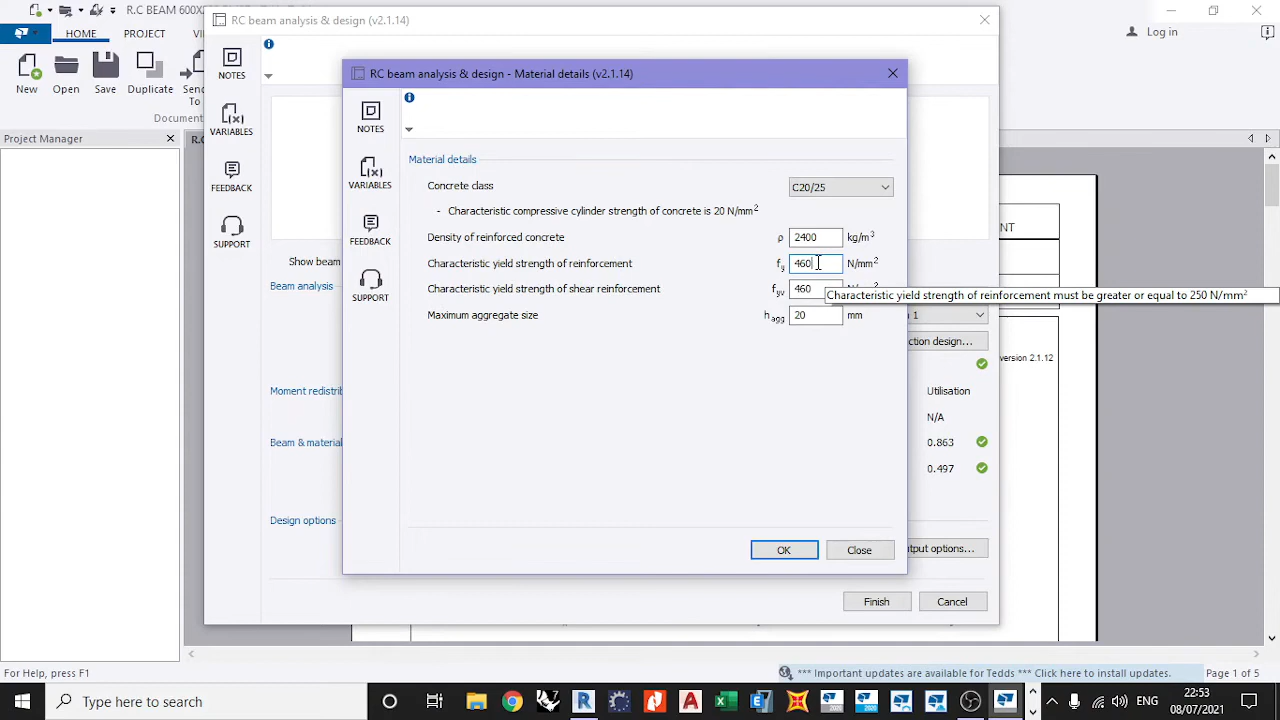 R.C BEAM 600X
HOME PROJECT VI
Log in
New Open Save Duplicate Send To
Docum
Project Manager
R.C
RC beam analysis & design (v2.1.14)
NOTES
VARIABLES
FEEDBACK
SUPPORT
Show beam
Beam analysis
Moment redistrib
Beam & material
Design options
RC beam analysis & design - Material details (v2.1.14)
NOTES
VARIABLES
FEEDBACK
SUPPORT
Material details
Concrete class C20/25
- Characteristic compressive cylinder strength of concrete is 20 N/mm²
Density of reinforced concrete ρ 2400 kg/m³
Characteristic yield strength of reinforcement fy 460 N/mm²
Characteristic yield strength of shear reinforcement fyv 460
Characteristic yield strength of reinforcement must be greater or equal to 250 N/mm²
Maximum aggregate size hagg 20 mm
OK Close
1
ction design...
Utilisation
N/A
0.863
0.497
tput options...
Finish Cancel
NT
version 2.1.12
For Help, press F1
*** Important updates are available for Tedds *** Click here to install updates.
Page 1 of 5
Type here to search
ENG
22:53
08/07/2021